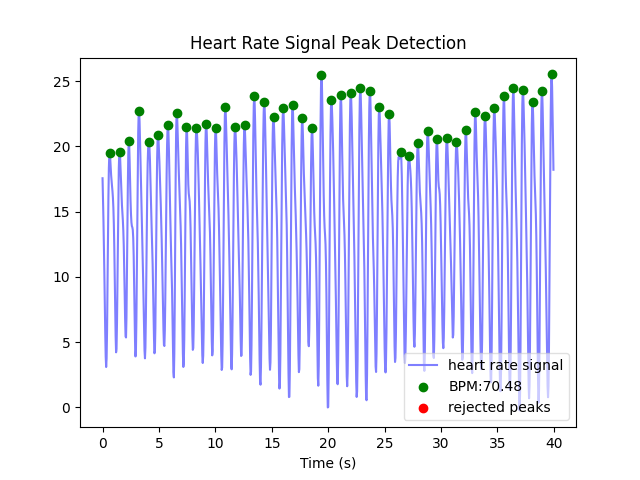 Heart Rate Signal Peak Detection
25
20
15
10
5
0
heart rate signal
BPM:70.48
rejected peaks
0 5 10 15 20 25 30 35 40
Time (s)